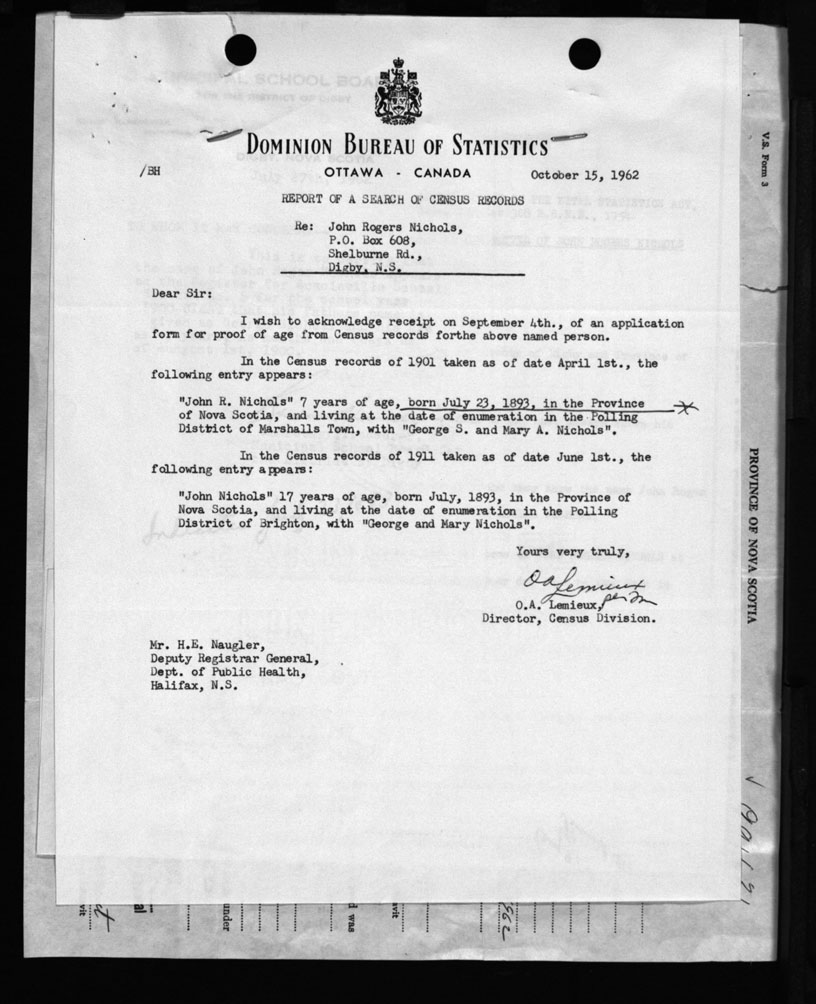 DOMINION BUREAU OF STATISTICS
/BH
OTTAWA - CANADA
October 15, 1962
REPORT OF A SEARCH OF CENSUS RECORDS
Re: John Rogers Nichols,
P.O. Box 608,
Shelburne Rd.,
Digby, N.S.
Dear Sir:
I wish to acknowledge receipt on September 4th., of an application
form for proof of age from Census records forthe above named person.
In the Census records of 1901 taken as of date April 1st., the
following entry appears:
"John R. Nichols" 7 years of age, born July 23, 1893, in the Province
of Nova Scotia, and living at the date of enumeration in the Polling
District of Marshalls Town, with "George S. and Mary A. Nichols".
In the Census records of 1911 taken as of date June 1st., the
following entry appears:
"John Nichols" 17 years of age, born July, 1893, in the Province of
Nova Scotia, and living at the date of enumeration in the Polling
District of Brighton, with "George and Mary Nichols".
Yours very truly,
O A Lemieux
O.A. Lemieux,
Director, Census Division.
Mr. H.E. Naugler,
Deputy Registrar General,
Dept. of Public Health,
Halifax, N.S.
V.S. Form 3
PROVINCE OF NOVA SCOTIA
under
d was